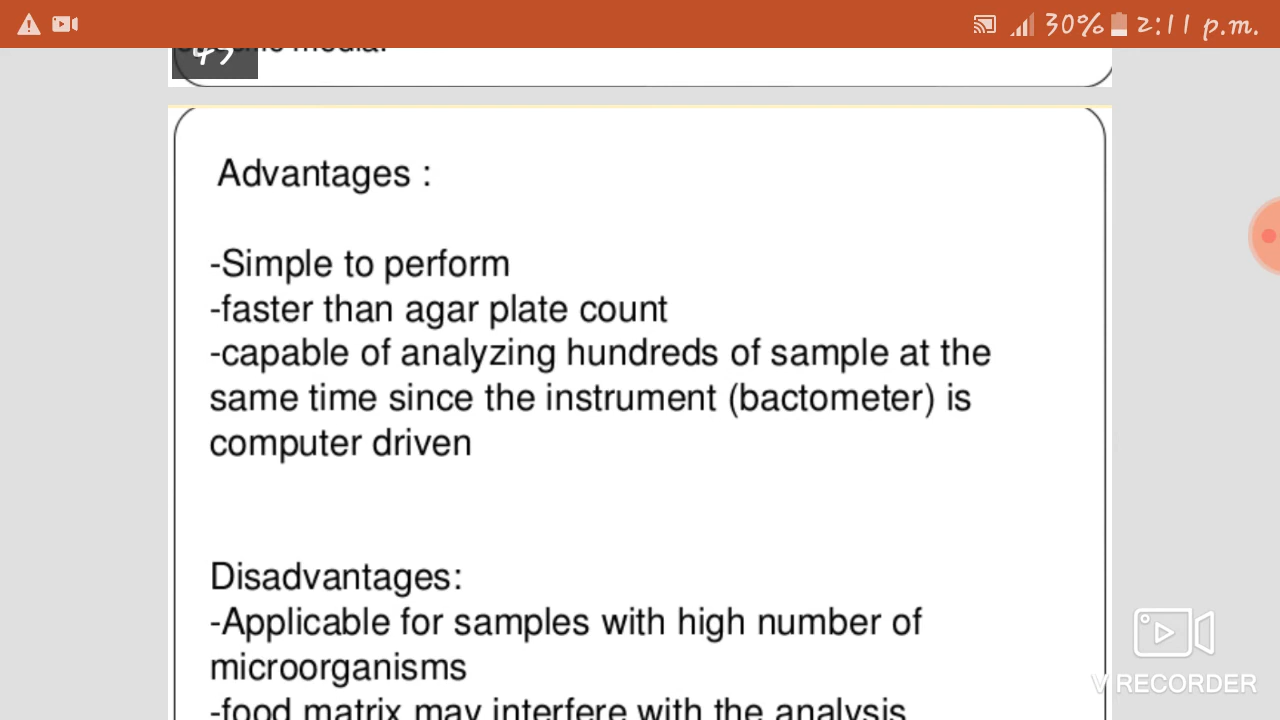 30% 2:11 p.m.
media.
Advantages :
-Simple to perform
-faster than agar plate count
-capable of analyzing hundreds of sample at the
same time since the instrument (bactometer) is
computer driven
Disadvantages:
-Applicable for samples with high number of
microorganisms
-food matrix may interfere with the analysis
V RECORDER